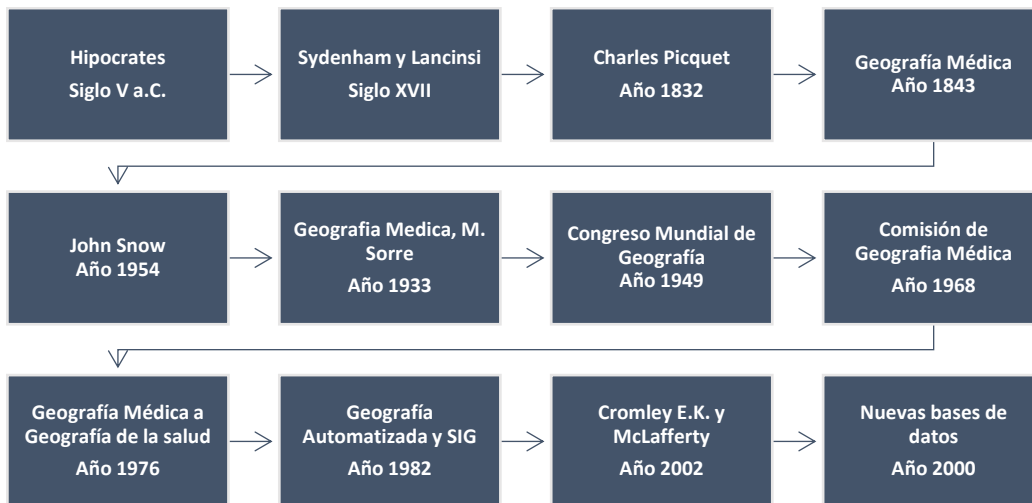 Hipocrates
Siglo V a.C.
Sydenham y Lancinsi
Siglo XVII
Charles Picquet
Año 1832
Geografía Médica
Año 1843
John Snow
Año 1954
Geografia Medica, M.
Sorre
Año 1933
Congreso Mundial de
Geografía
Año 1949
Comisión de
Geografia Médica
Año 1968
Geografía Médica a
Geografía de la salud
Año 1976
Geografía
Automatizada y SIG
Año 1982
Cromley E.K. y
McLafferty
Año 2002
Nuevas bases de
datos
Año 2000